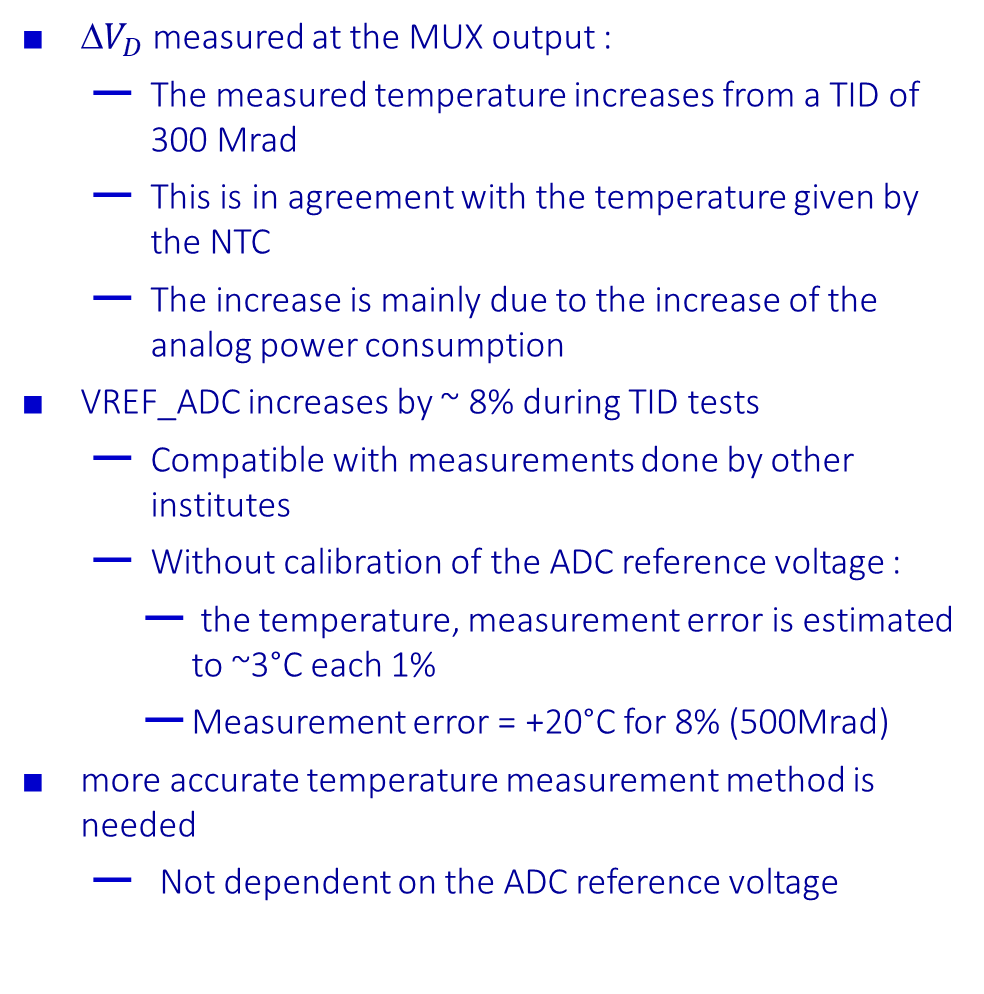 ■ ΔV_D measured at the MUX output :
— The measured temperature increases from a TID of
300 Mrad
— This is in agreement with the temperature given by
the NTC
— The increase is mainly due to the increase of the
analog power consumption
■ VREF_ADC increases by ~ 8% during TID tests
— Compatible with measurements done by other
institutes
— Without calibration of the ADC reference voltage :
— the temperature, measurement error is estimated
to ~3°C each 1%
— Measurement error = +20°C for 8% (500Mrad)
■ more accurate temperature measurement method is
needed
— Not dependent on the ADC reference voltage